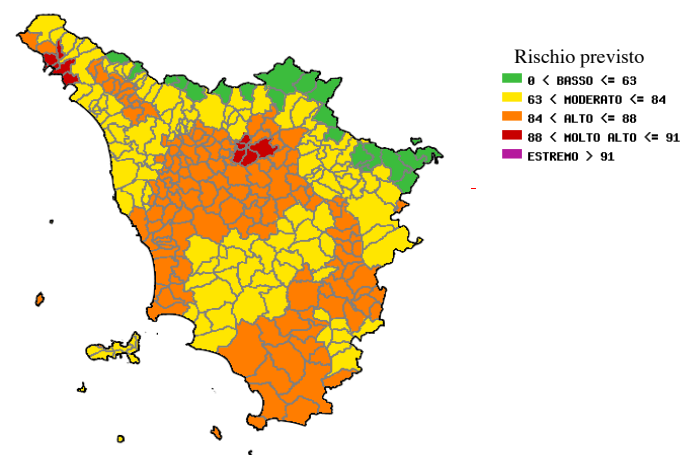 Rischio previsto
0 < BASSO <= 63
63 < MODERATO <= 84
84 < ALTO <= 88
88 < MOLTO ALTO <= 91
ESTREMO > 91